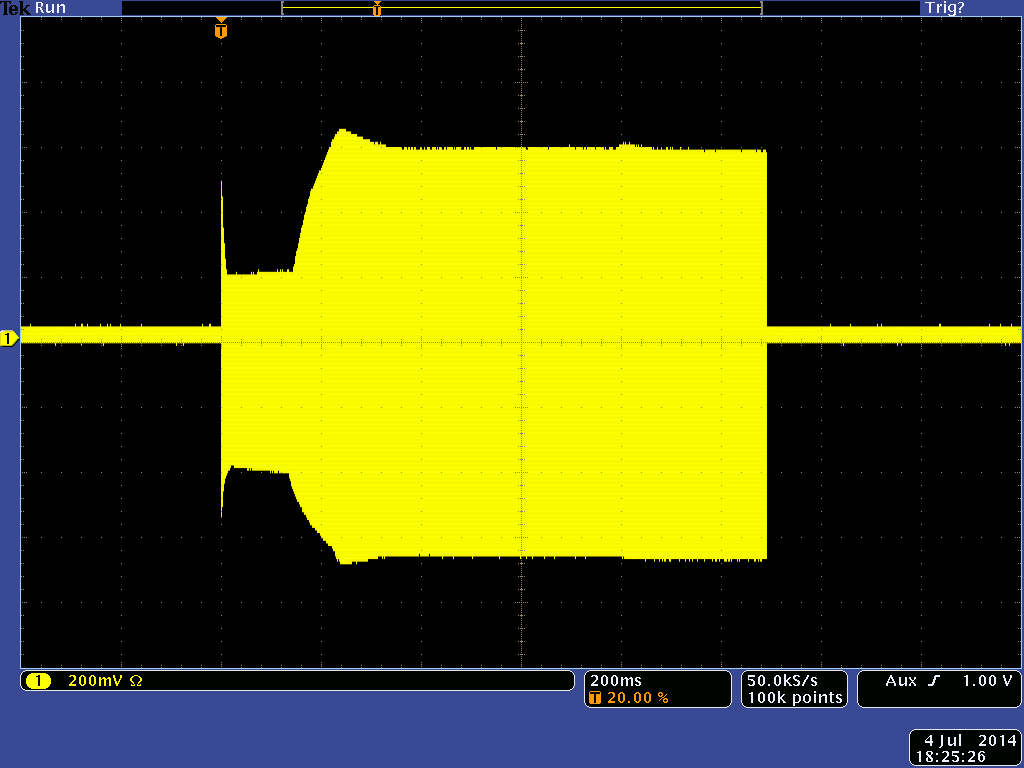 Tek Run Trig?
T
T
1
1 200mV Ω 200ms 50.0kS/s Aux 1.00 V
T 20.00 % 100k points
4 Jul 2014
18:25:26